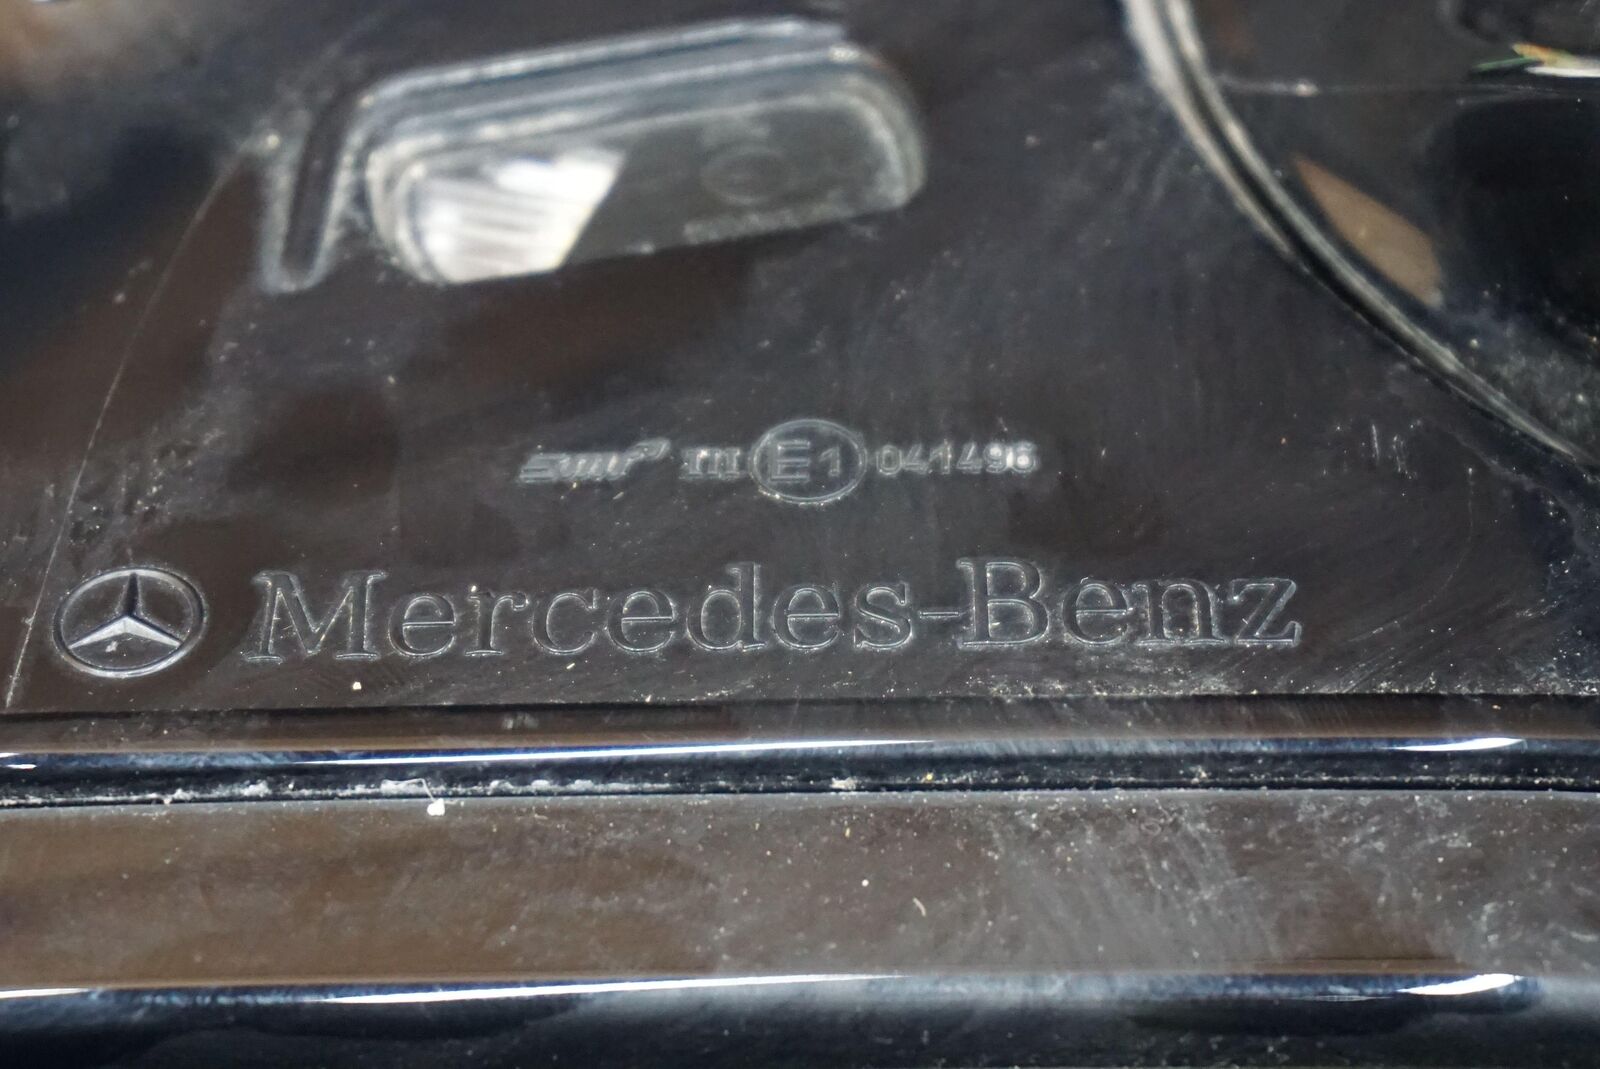 SMR III E1 041496
Mercedes-Benz